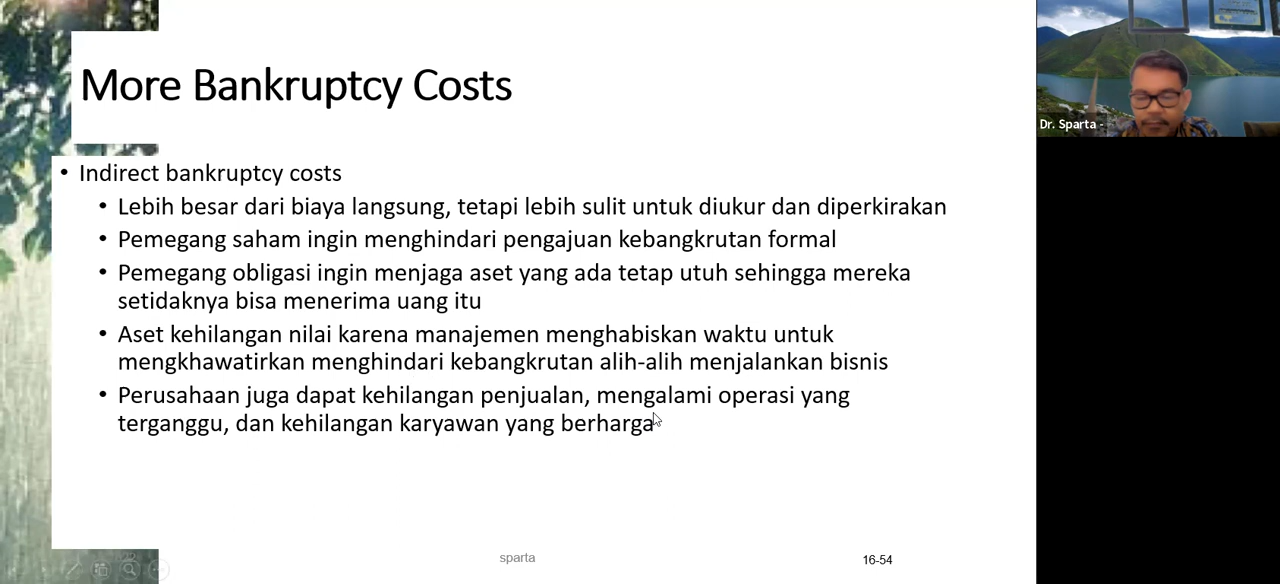 More Bankruptcy Costs
• Indirect bankruptcy costs
• Lebih besar dari biaya langsung, tetapi lebih sulit untuk diukur dan diperkirakan
• Pemegang saham ingin menghindari pengajuan kebangkrutan formal
• Pemegang obligasi ingin menjaga aset yang ada tetap utuh sehingga mereka
setidaknya bisa menerima uang itu
• Aset kehilangan nilai karena manajemen menghabiskan waktu untuk
mengkhawatirkan menghindari kebangkrutan alih-alih menjalankan bisnis
• Perusahaan juga dapat kehilangan penjualan, mengalami operasi yang
terganggu, dan kehilangan karyawan yang berharga
sparta
16-54
Dr. Sparta -